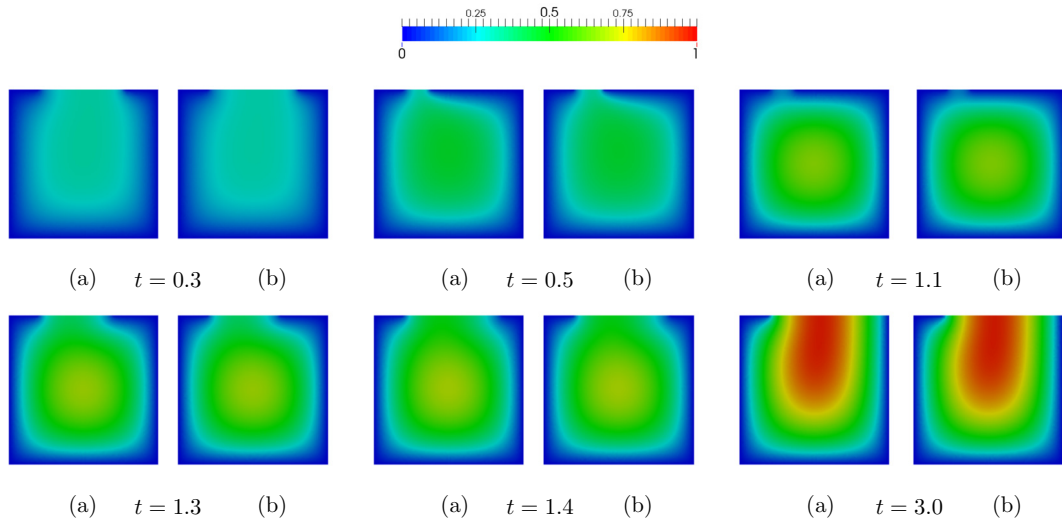 0.25 0.5 0.75
0 1
(a) t = 0.3 (b) (a) t = 0.5 (b) (a) t = 1.1 (b)
(a) t = 1.3 (b) (a) t = 1.4 (b) (a) t = 3.0 (b)